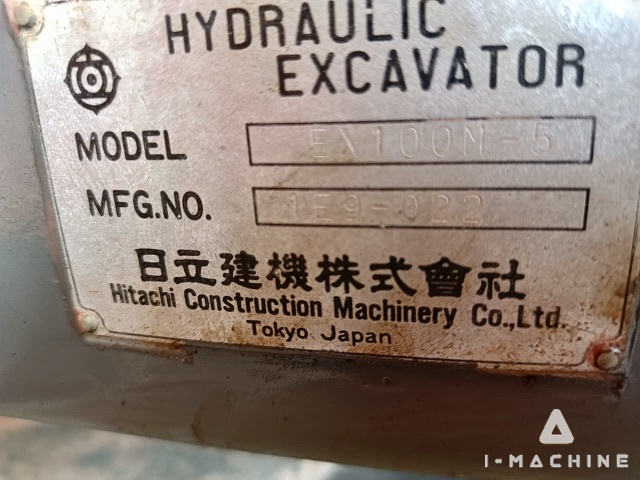 HYDRAULIC
EXCAVATOR
MODEL EX100M-5
MFG.NO. 1E9-022
日立建機株式會社
Hitachi Construction Machinery Co.,Ltd.
Tokyo Japan
I-MACHINE